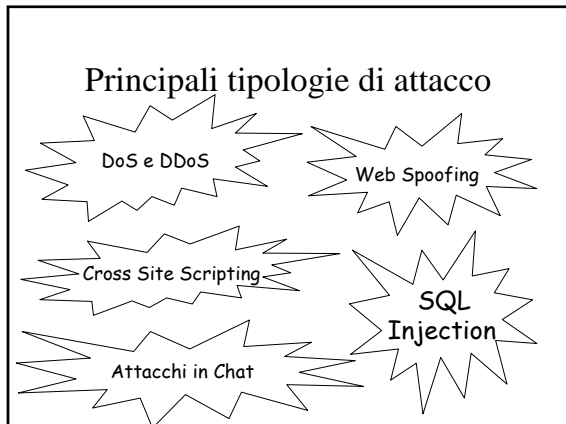 Principali tipologie di attacco
DoS e DDoS
Web Spoofing
Cross Site Scripting
SQL
Injection
Attacchi in Chat